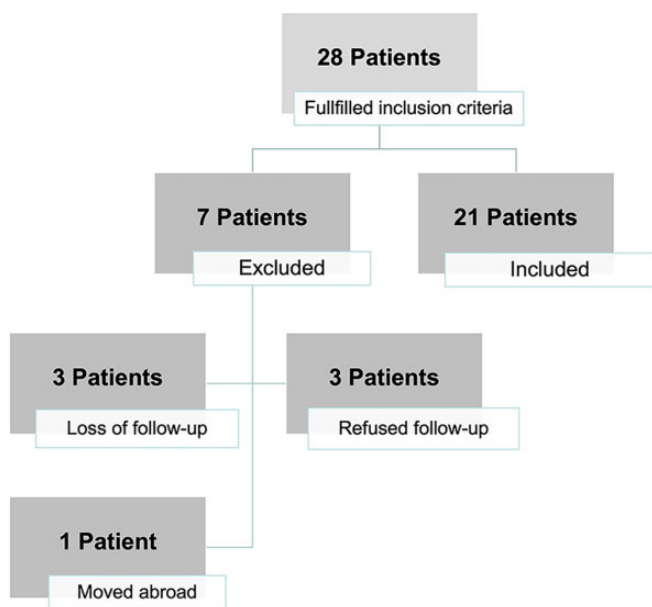 28 Patients
Fullfilled inclusion criteria
7 Patients
Excluded
21 Patients
Included
3 Patients
Loss of follow-up
3 Patients
Refused follow-up
1 Patient
Moved abroad